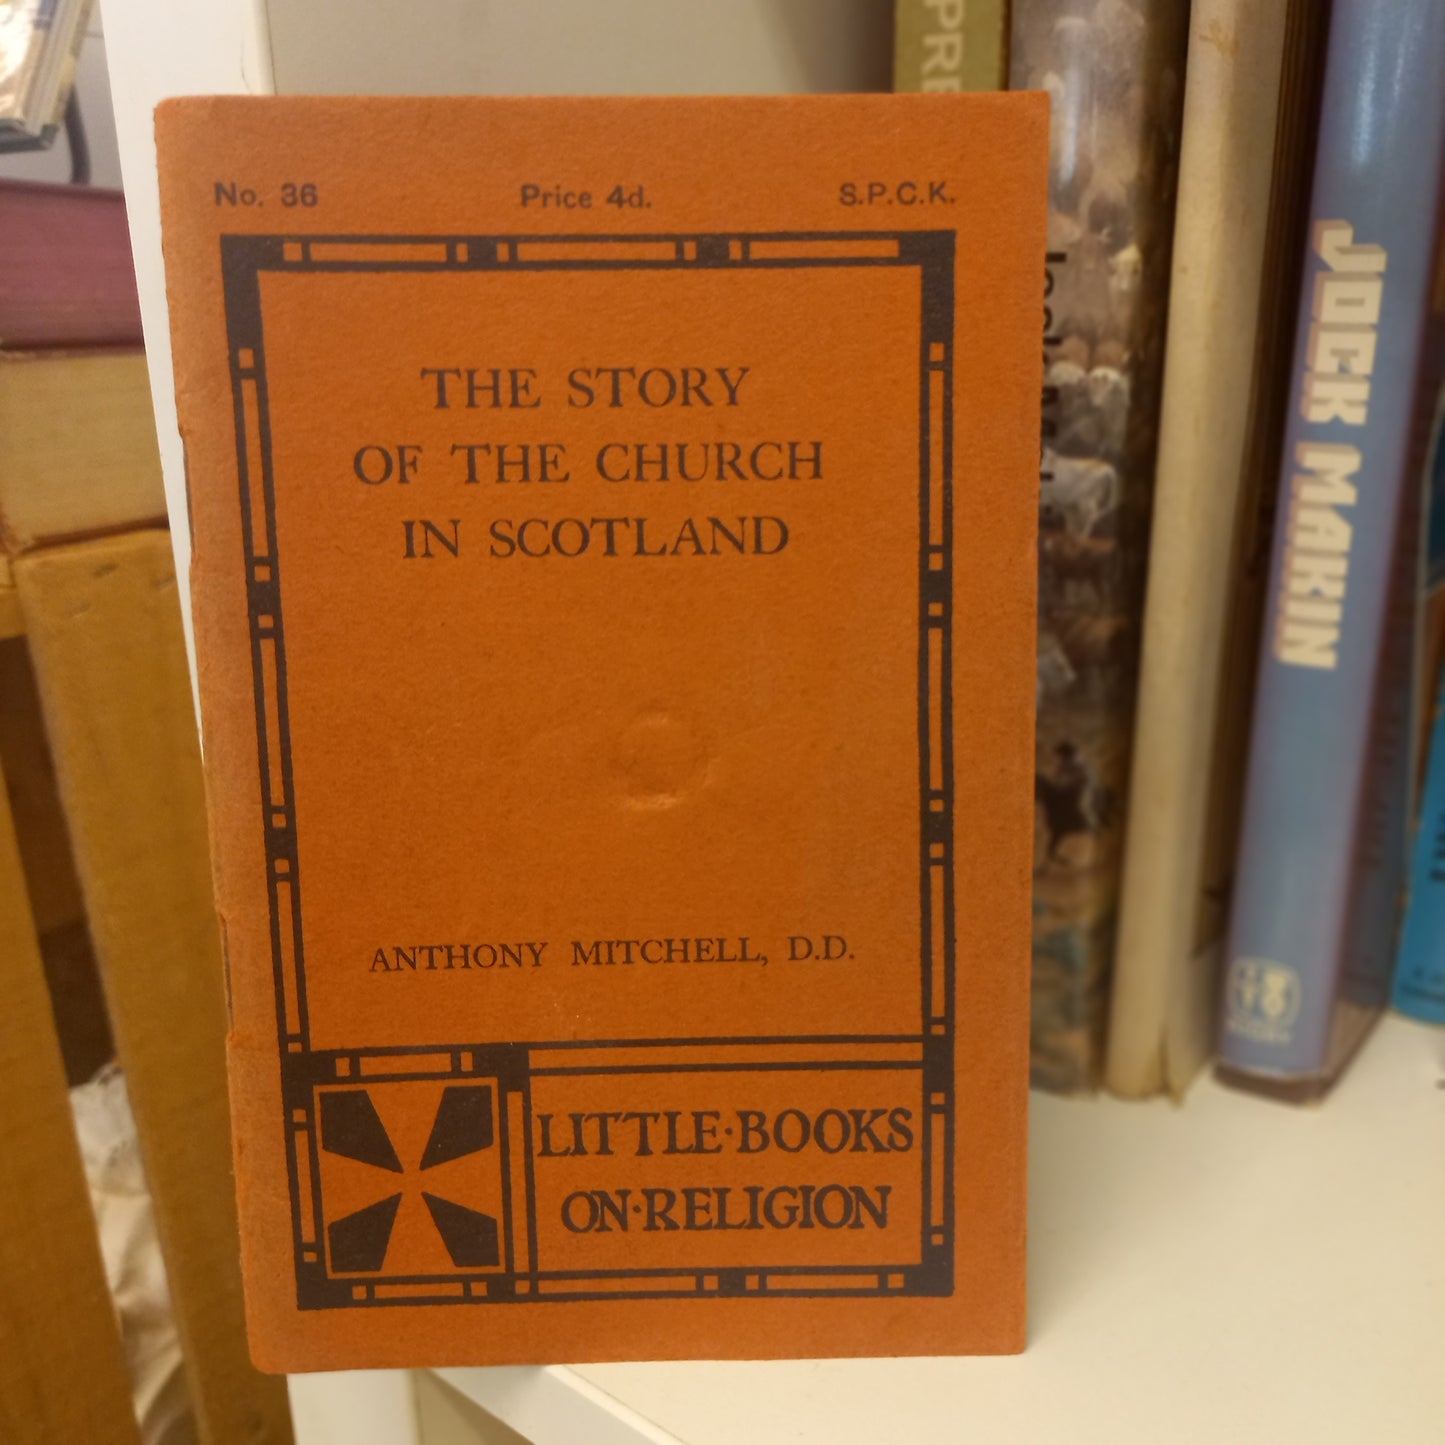 No. 36 Price 4d. S.P.C.K.
THE STORY
OF THE CHURCH
IN SCOTLAND
ANTHONY MITCHELL, D.D.
LITTLE·BOOKS
ON·RELIGION
JOCK MAKIN